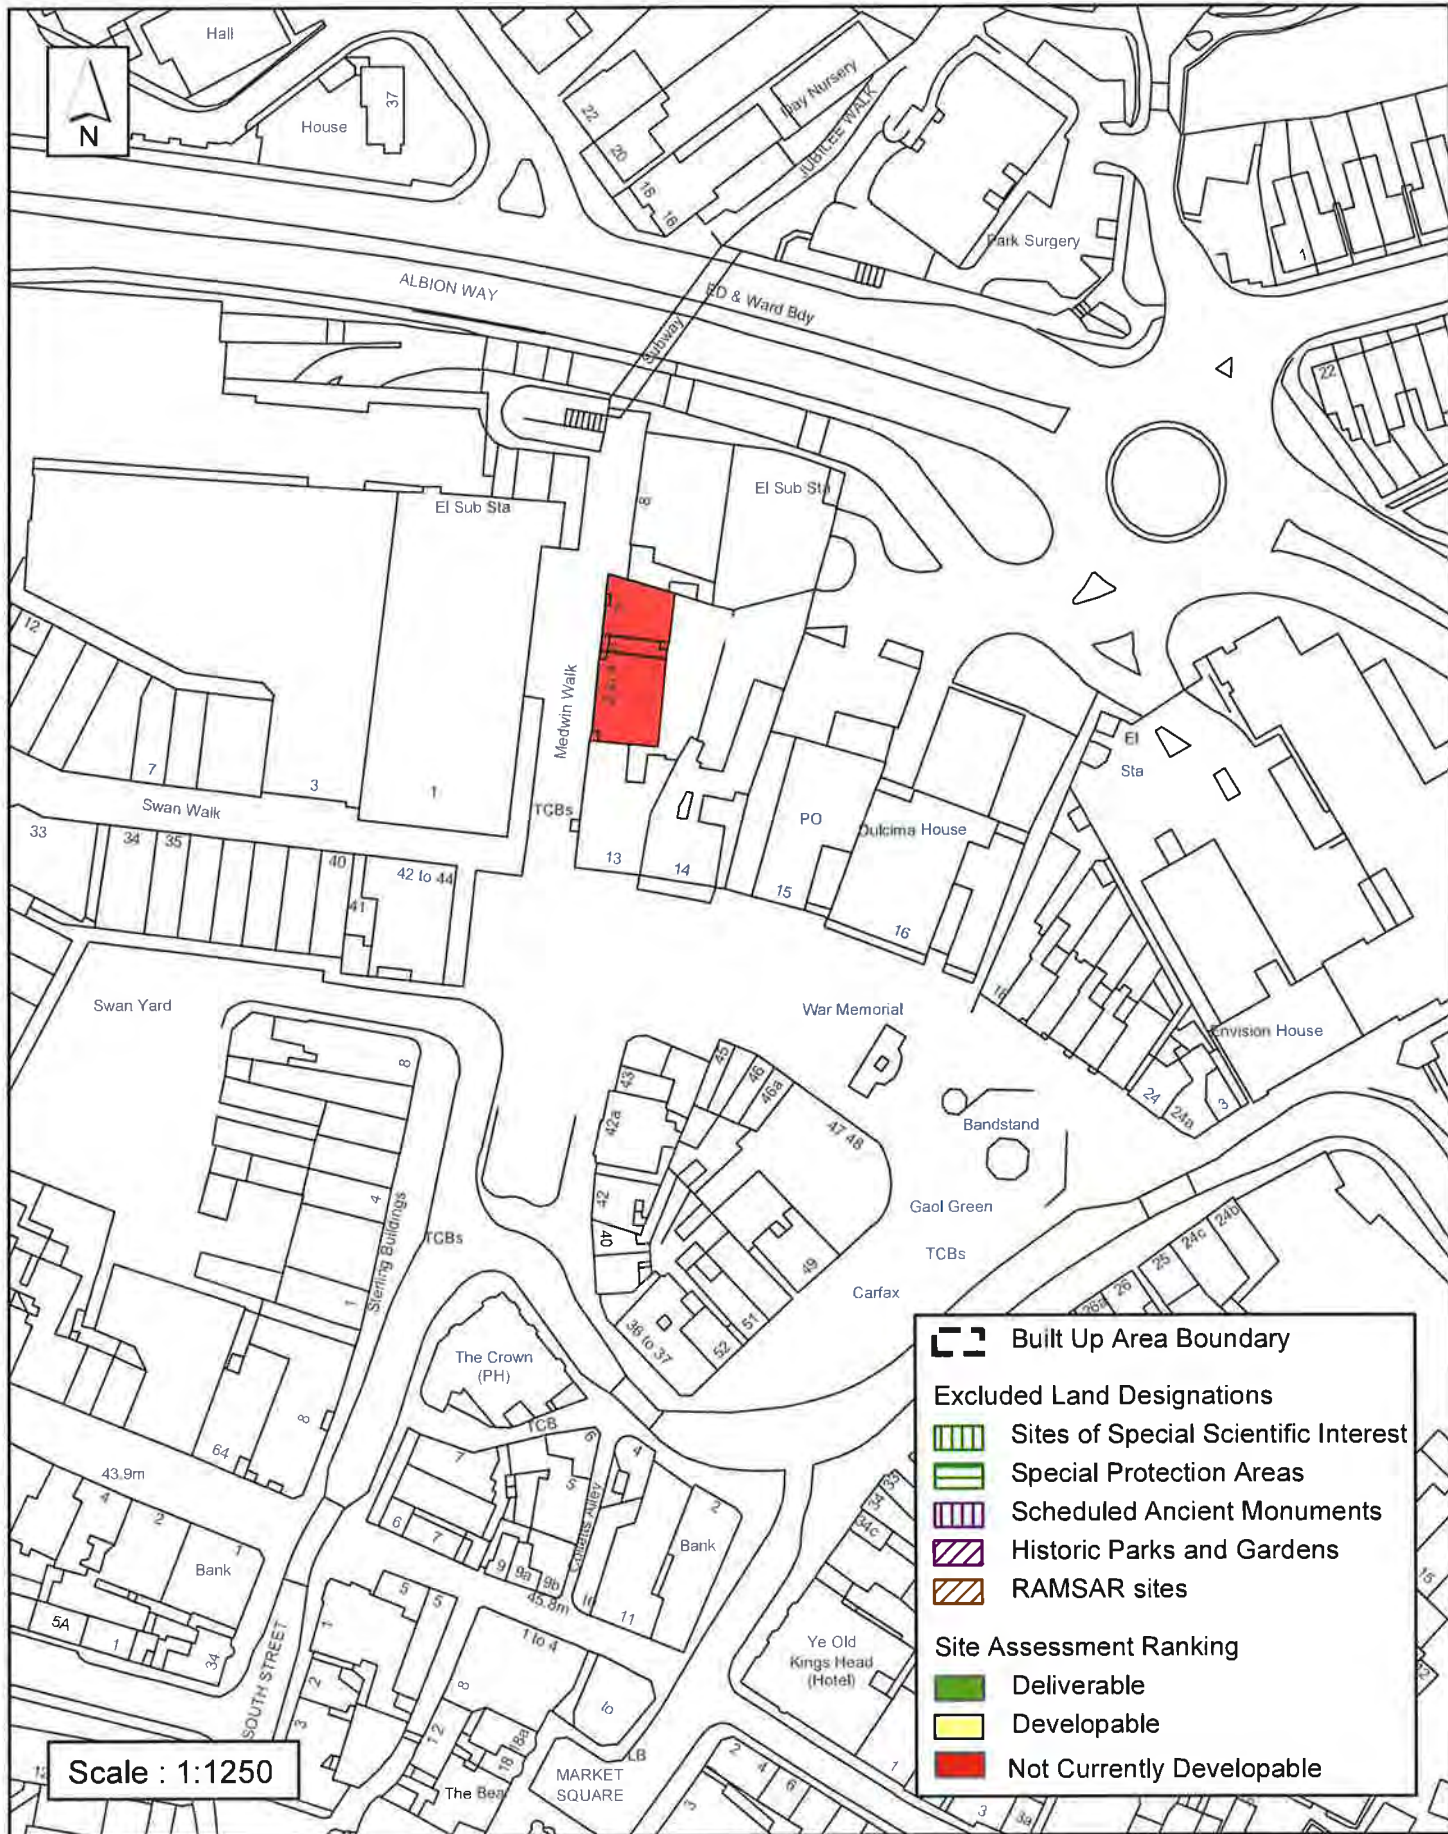 Hall
N
House
37
22
20
18
16
Day Nursery
JUBILEE WALK
Park Surgery
1
ALBION WAY
ED & Ward Bdy
Subway
22
El Sub Sta
8
El Sub Sta
12
7
3
1
Medwin Walk
Swan Walk
TCBs
33
34
35
40
41
42 to 44
13
14
15
PO
Dulcima House
16
El
Sta
Swan Yard
War Memorial
18
Envision House
24
24a
3
8
4
1
Sterling Buildings
TCBs
43
42a
42
40
45
46
46a
47 48
49
51
52
36 to 37
Bandstand
Gaol Green
TCBs
Carfax
24b
24c
25
26
26a
The Crown
(PH)
TCB
8
64
43.9m
4
2
1
Bank
7
6
7
6
5
4
2
9
9a
9b
45.8m
11
Bank
33
34
34c
Ye Old
Kings Head
(Hotel)
5A
1
34
SOUTH STREET
1
5
5
2
3
8
1 to 4
to
12
18
18a
The Bea
LB
MARKET
SQUARE
2
4
6
3
1
3
3a
15
Built Up Area Boundary
Excluded Land Designations
Sites of Special Scientific Interest
Special Protection Areas
Scheduled Ancient Monuments
Historic Parks and Gardens
RAMSAR sites
Site Assessment Ranking
Deliverable
Developable
Not Currently Developable
Scale : 1:1250